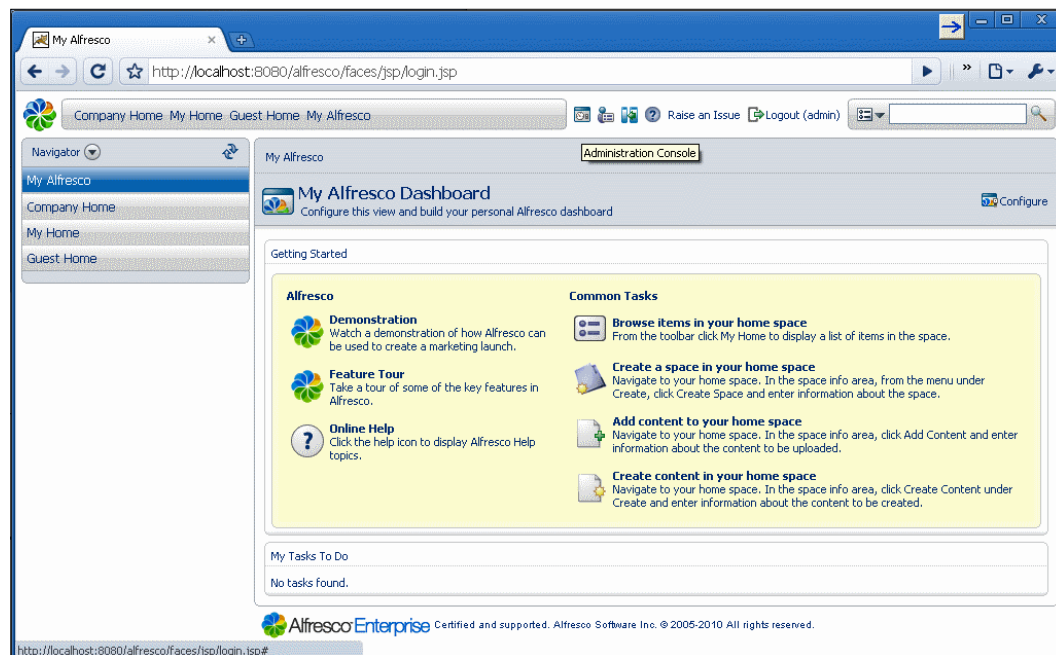 My Alfresco
http://localhost:8080/alfresco/faces/jsp/login.jsp
Company Home My Home Guest Home My Alfresco
Raise an Issue Logout (admin)
Navigator
My Alfresco
Administration Console
My Alfresco
Company Home
My Home
Guest Home
My Alfresco Dashboard
Configure this view and build your personal Alfresco dashboard
Configure
Getting Started
Alfresco
Demonstration
Watch a demonstration of how Alfresco can
be used to create a marketing launch.
Feature Tour
Take a tour of some of the key features in
Alfresco.
Online Help
Click the help icon to display Alfresco Help
topics.
Common Tasks
Browse items in your home space
From the toolbar click My Home to display a list of items in the space.
Create a space in your home space
Navigate to your home space. In the space info area, from the menu under
Create, click Create Space and enter information about the space.
Add content to your home space
Navigate to your home space. In the space info area, click Add Content and enter
information about the content to be uploaded.
Create content in your home space
Navigate to your home space. In the space info area, click Create Content under
Create and enter information about the content to be created.
My Tasks To Do
No tasks found.
Alfresco Enterprise Certified and supported. Alfresco Software Inc. © 2005-2010 All rights reserved.
http://localhost:8080/alfresco/faces/jsp/login.jsp#